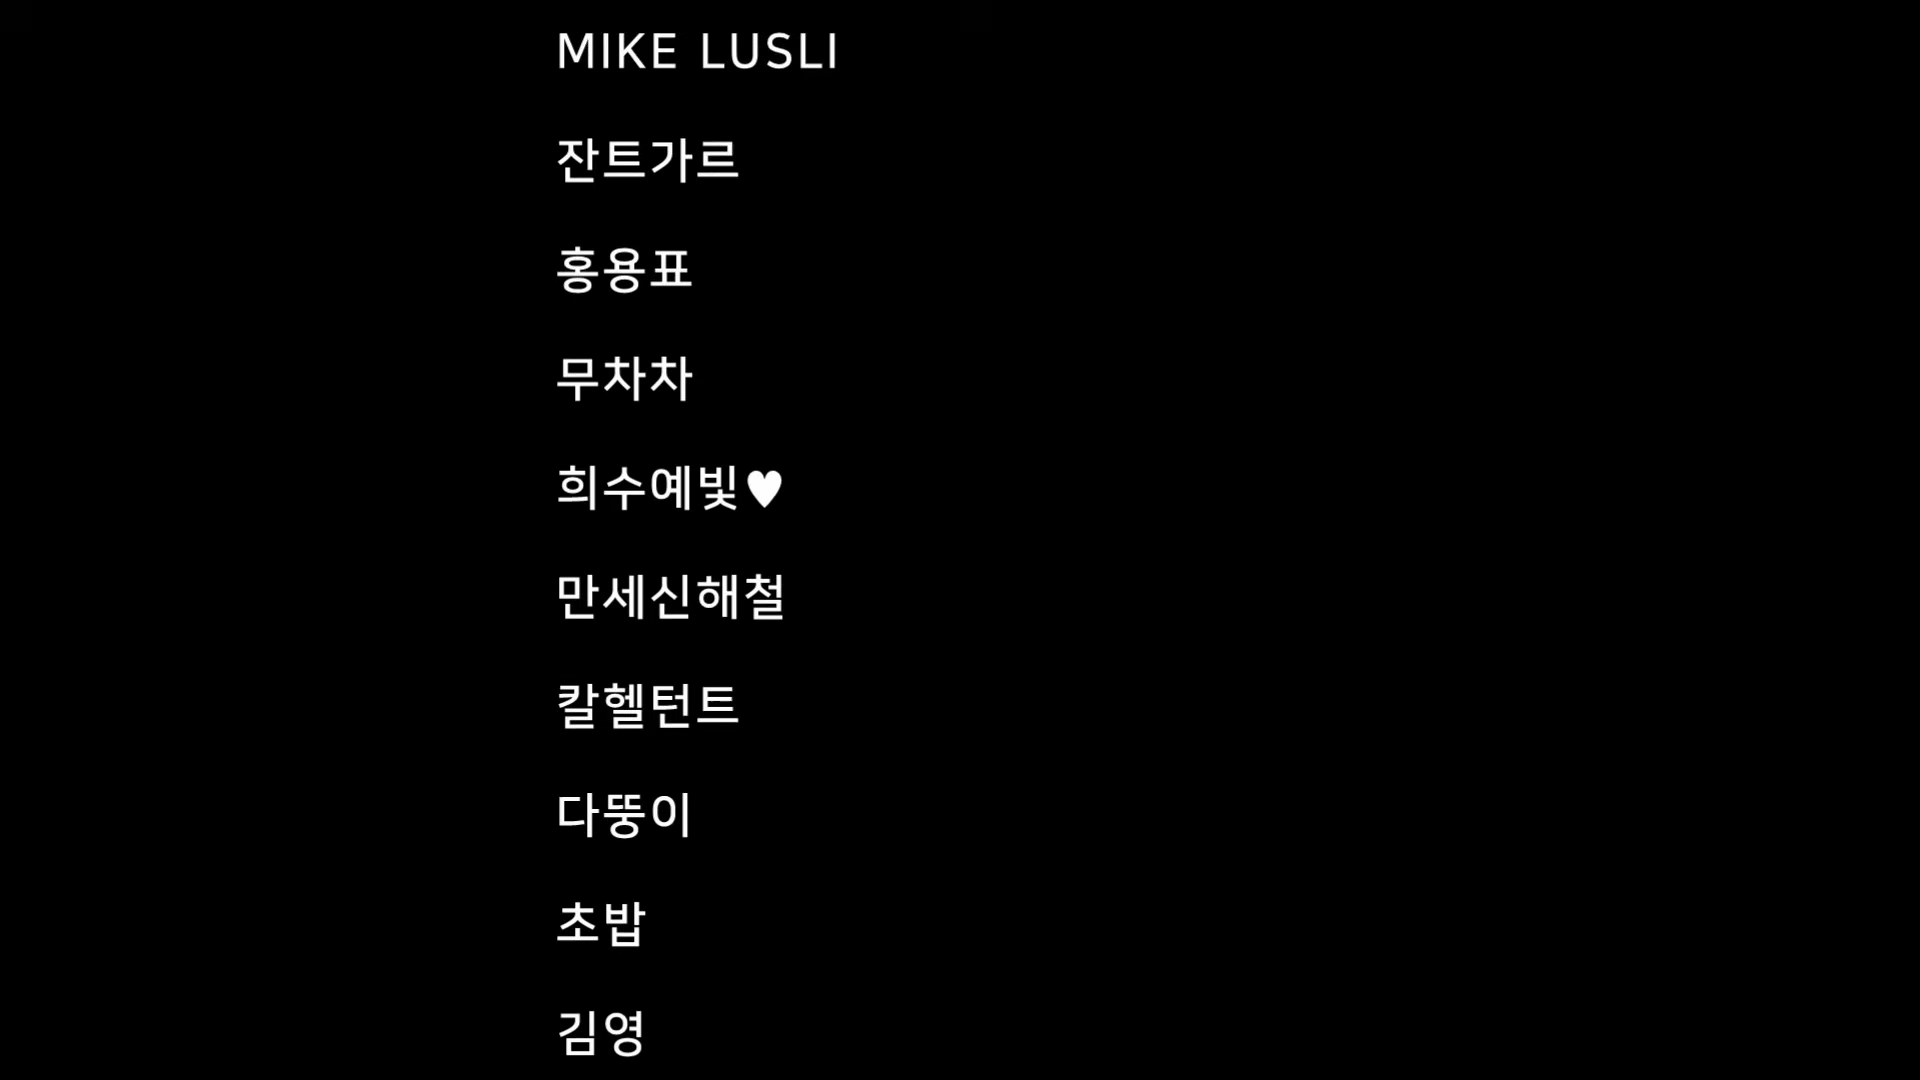 MIKE LUSLI
잔트가르
홍용표
무차차
희수예빛♥
만세신해철
칼헬턴트
다뚱이
초밥
김영